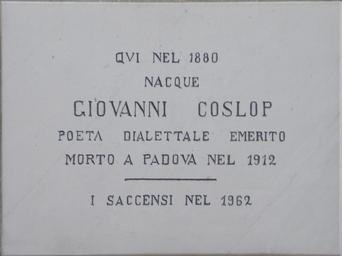 QVI NEL 1880
NACQUE
GIOVANNI COSLOP
POETA DIALETTALE EMERITO
MORTO A PADOVA NEL 1912
I SACCENSI NEL 1962